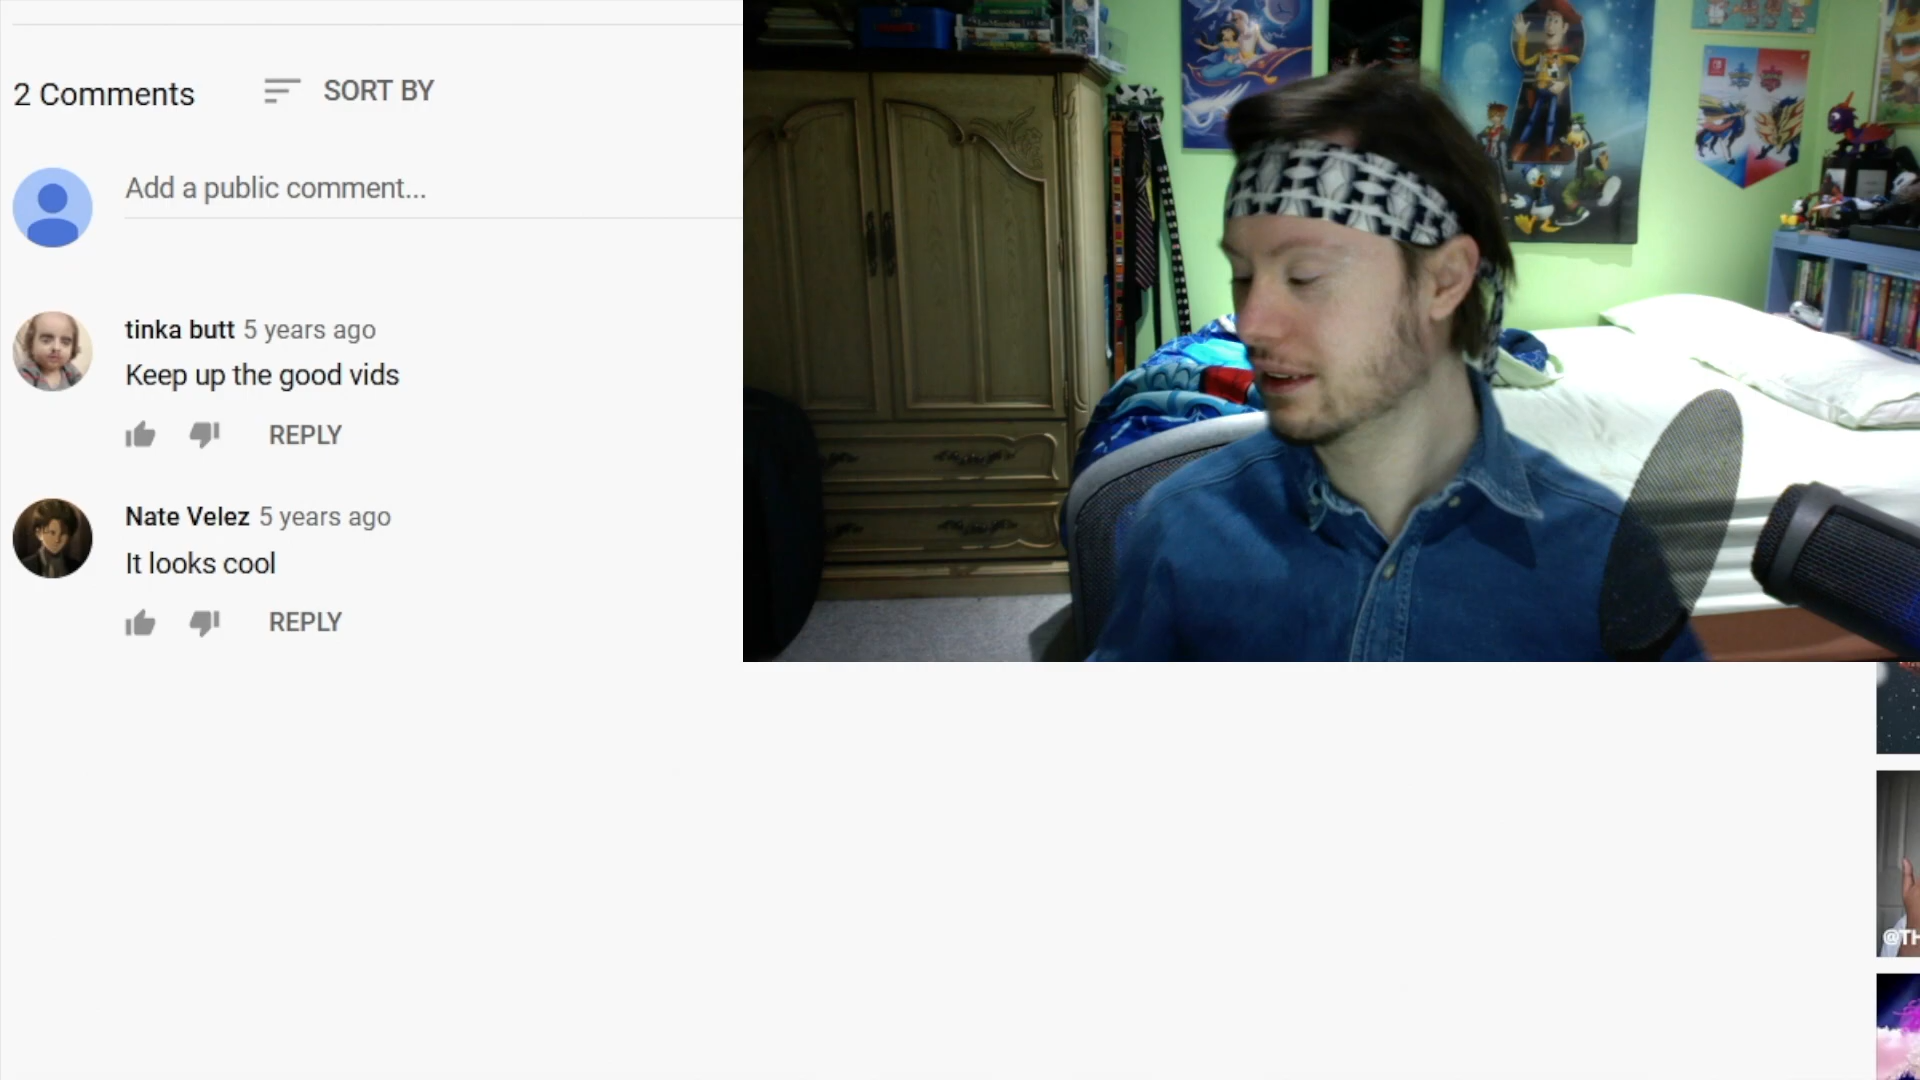 2 Comments
SORT BY
Add a public comment...
tinka butt 5 years ago
Keep up the good vids
REPLY
Nate Velez 5 years ago
It looks cool
REPLY
@TH